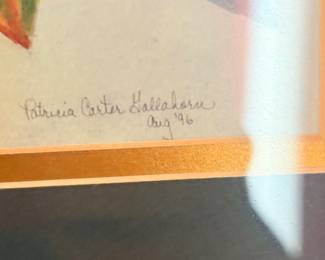 Patricia Carter Gallahorn
Aug '96